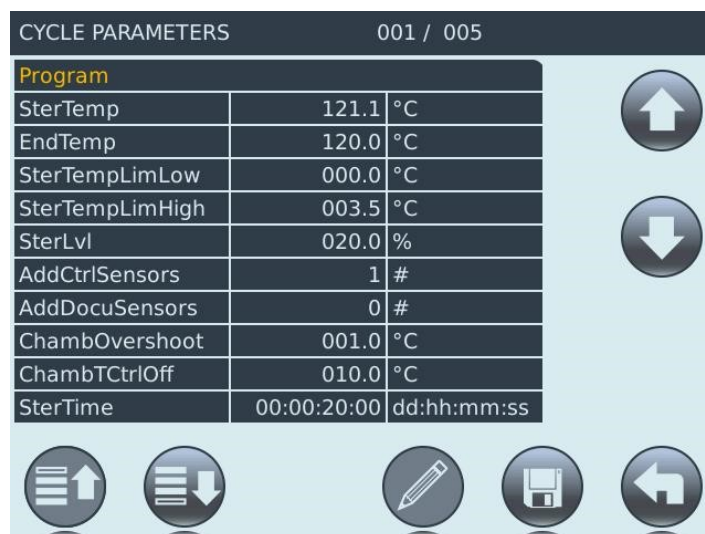 CYCLE PARAMETERS 001 / 005
Program
SterTemp 121.1 °C
EndTemp 120.0 °C
SterTempLimLow 000.0 °C
SterTempLimHigh 003.5 °C
SterLvl 020.0 %
AddCtrlSensors 1 #
AddDocuSensors 0 #
ChambOvershoot 001.0 °C
ChambTCtrlOff 010.0 °C
SterTime 00:00:20:00 dd:hh:mm:ss